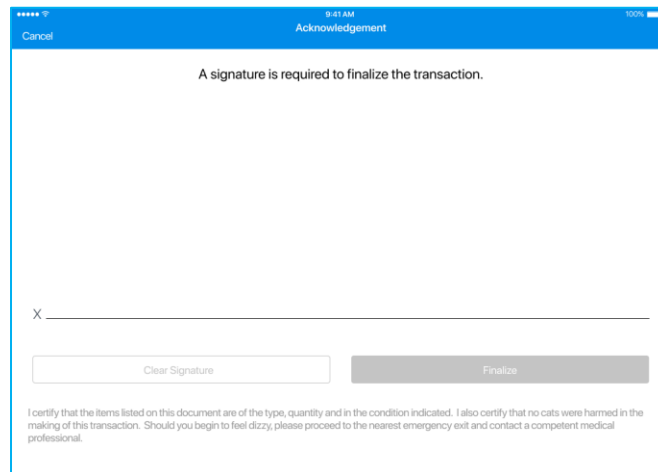 9:41 AM
100%
Cancel
Acknowledgement
A signature is required to finalize the transaction.
X
Clear Signature
Finalize
I certify that the items listed on this document are of the type, quantity and in the condition indicated. I also certify that no cats were harmed in the
making of this transaction. Should you begin to feel dizzy, please proceed to the nearest emergency exit and contact a competent medical
professional.